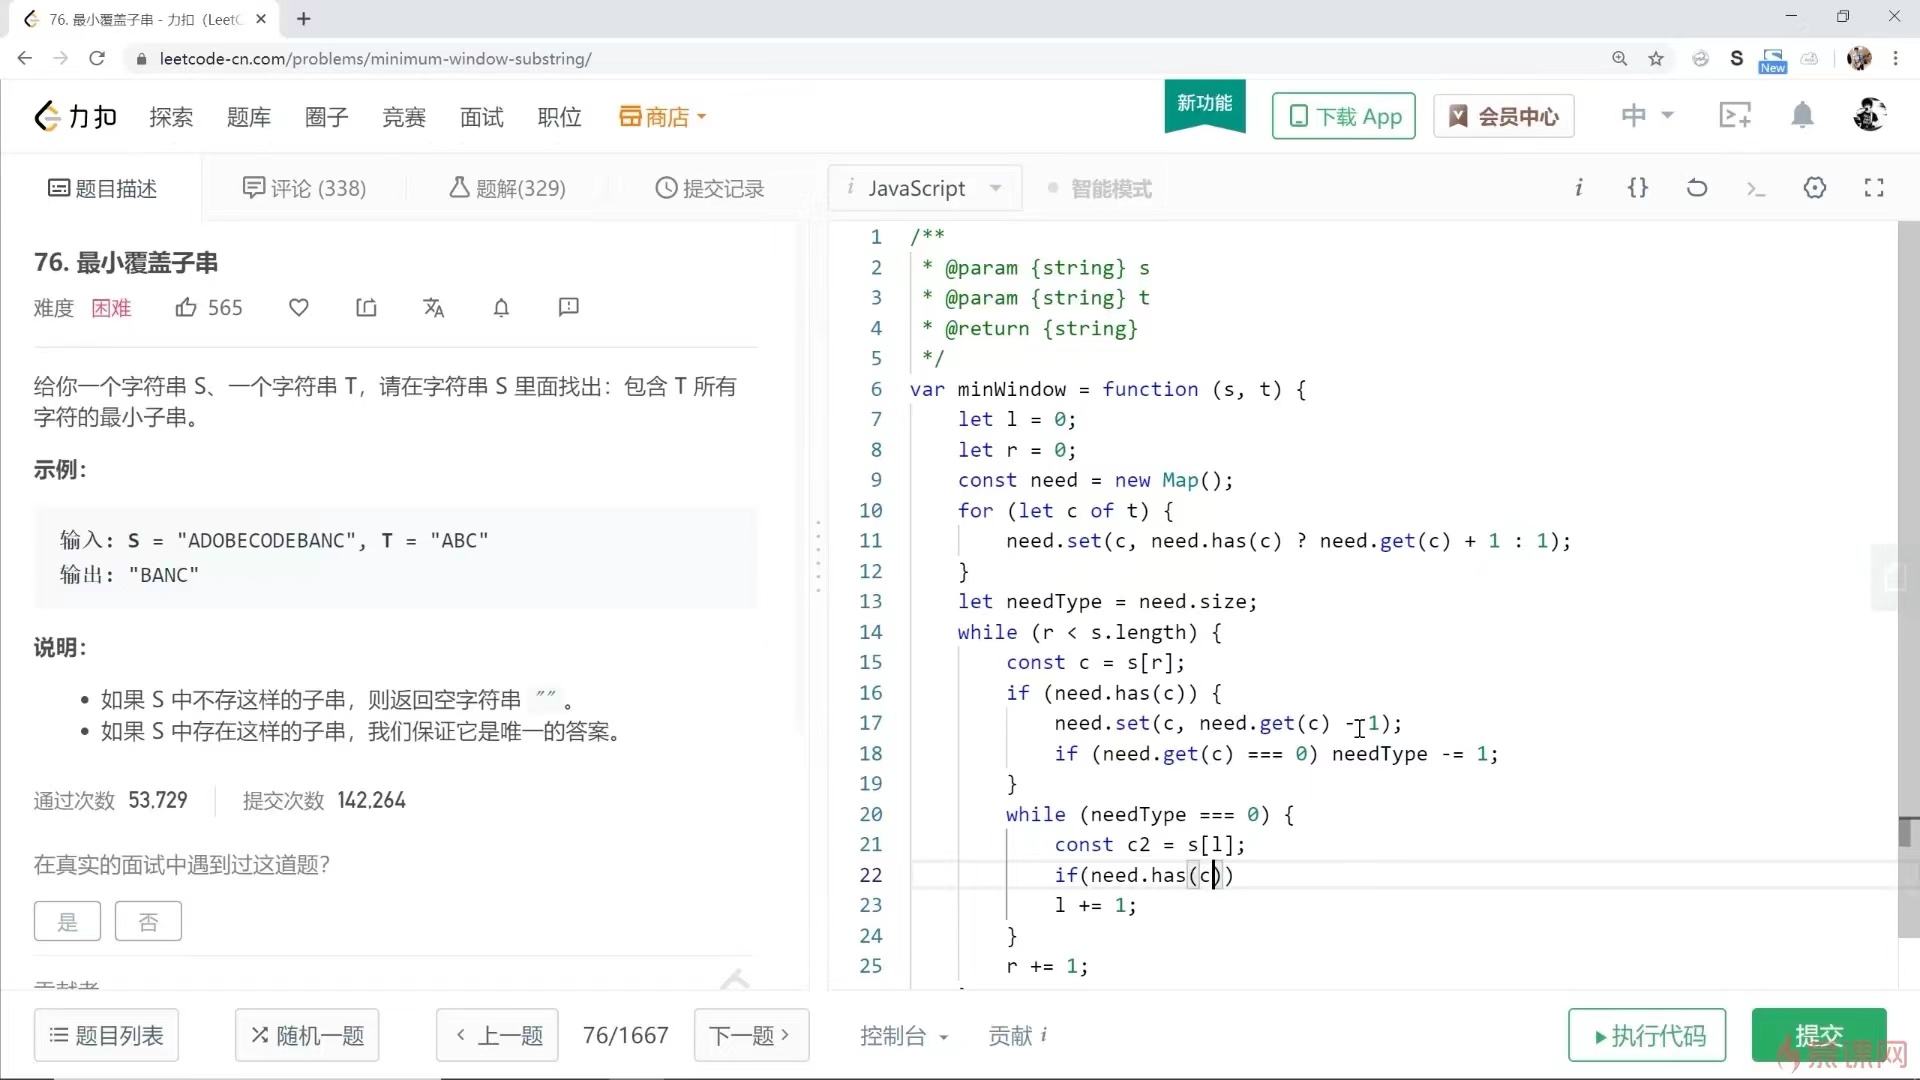 76. 最小覆盖子串 - 力扣 (LeetC
leetcode-cn.com/problems/minimum-window-substring/
S
New
力扣
探索
题库
圈子
竞赛
面试
职位
商店
新功能
下载 App
会员中心
中
题目描述
评论 (338)
题解(329)
提交记录
i JavaScript
智能模式
i
{}
76. 最小覆盖子串
难度 困难 565
给你一个字符串 S、一个字符串 T，请在字符串 S 里面找出：包含 T 所有
字符的最小子串。
示例：
输入: S = "ADOBECODEBANC", T = "ABC"
输出: "BANC"
说明：
• 如果 S 中不存这样的子串，则返回空字符串 ""。
• 如果 S 中存在这样的子串，我们保证它是唯一的答案。
通过次数 53,729 提交次数 142,264
在真实的面试中遇到过这道题?
是 否
贡献者
1 /**
2  * @param {string} s
3  * @param {string} t
4  * @return {string}
5  */
6 var minWindow = function (s, t) {
7     let l = 0;
8     let r = 0;
9     const need = new Map();
10     for (let c of t) {
11         need.set(c, need.has(c) ? need.get(c) + 1 : 1);
12     }
13     let needType = need.size;
14     while (r < s.length) {
15         const c = s[r];
16         if (need.has(c)) {
17             need.set(c, need.get(c) - 1);
18             if (need.get(c) === 0) needType -= 1;
19         }
20         while (needType === 0) {
21             const c2 = s[l];
22             if(need.has(c))
23             l += 1;
24         }
25         r += 1;
题目列表
随机一题
< 上一题
76/1667
下一题 >
控制台
贡献 i
执行代码
提交
慕课网